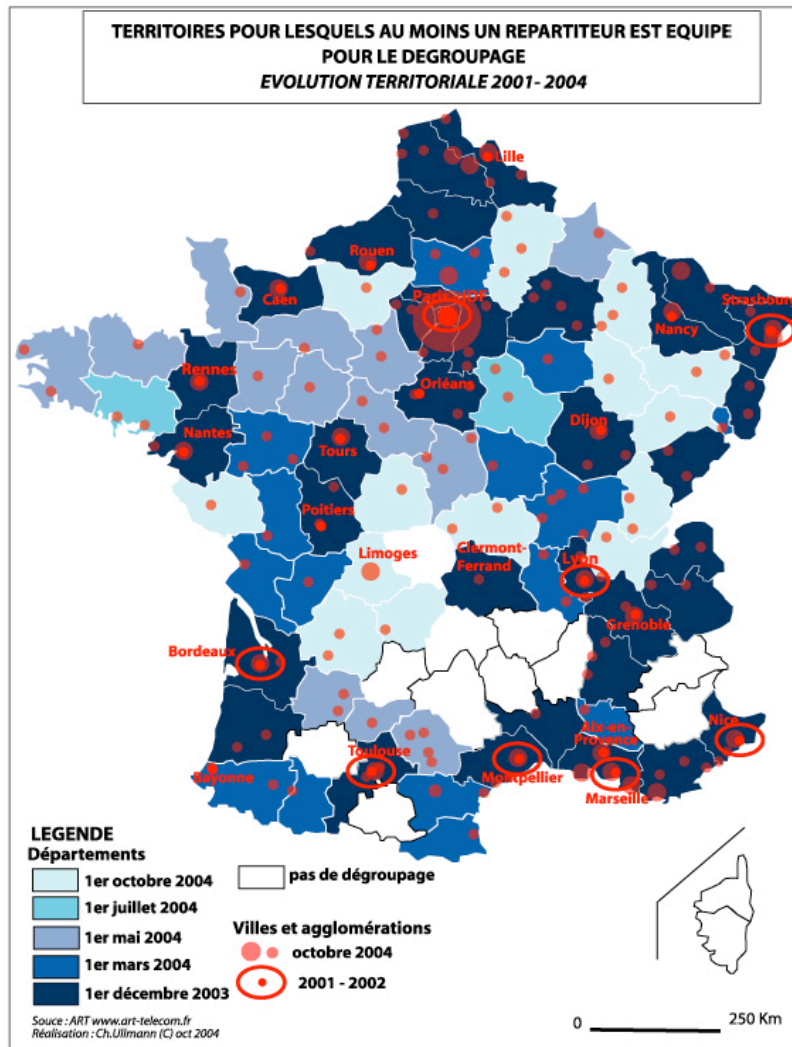 TERRITOIRES POUR LESQUELS AU MOINS UN REPARTITEUR EST EQUIPE
POUR LE DEGROUPAGE
EVOLUTION TERRITORIALE 2001- 2004
Lille
Rouen
Caen
Paris - IDF
Nancy
Strasbourg
Rennes
Orléans
Nantes
Tours
Dijon
Poitiers
Limoges
Clermont-
Ferrand
Lyon
Grenoble
Bordeaux
Aix-en-
Provence
Nice
Toulouse
Bayonne
Montpellier
Marseille
LEGENDE
Départements
1er octobre 2004
1er juillet 2004
1er mai 2004
1er mars 2004
1er décembre 2003
pas de dégroupage
Villes et agglomérations
octobre 2004
2001 - 2002
Souce : ART www.art-telecom.fr
Réalisation : Ch.Ullmann (C) oct 2004
0 250 Km